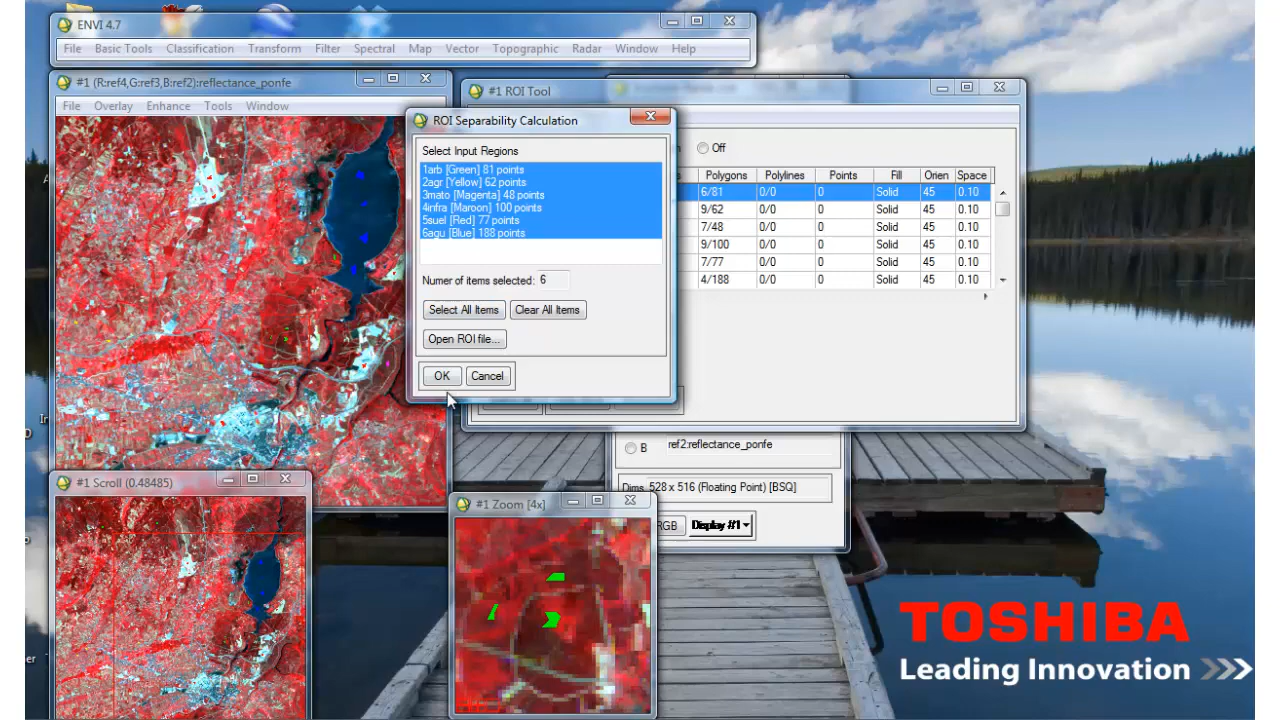 ENVI 4.7
File Basic Tools Classification Transform Filter Spectral Map Vector Topographic Radar Window Help
#1 (R:ref4,G:ref3,B:ref2):reflectance_ponfe
File Overlay Enhance Tools Window
#1 ROI Tool
Off
Polygons Polylines Points Fill Orien Space
6/81 0/0 0 Solid 45 0.10
9/62 0/0 0 Solid 45 0.10
7/48 0/0 0 Solid 45 0.10
9/100 0/0 0 Solid 45 0.10
7/77 0/0 0 Solid 45 0.10
4/188 0/0 0 Solid 45 0.10
ROI Separability Calculation
Select Input Regions
1arb [Green] 81 points
2agr [Yellow] 62 points
3mato [Magenta] 48 points
4infra [Maroon] 100 points
5suel [Red] 77 points
6agu [Blue] 188 points
Numer of items selected: 6
Select All Items Clear All Items
Open ROI file...
OK Cancel
B ref2:reflectance_ponfe
Dims 528 x 516 (Floating Point) [BSQ]
RGB Display #1
#1 Scroll (0.48485)
#1 Zoom [4x]
TOSHIBA
Leading Innovation >>>